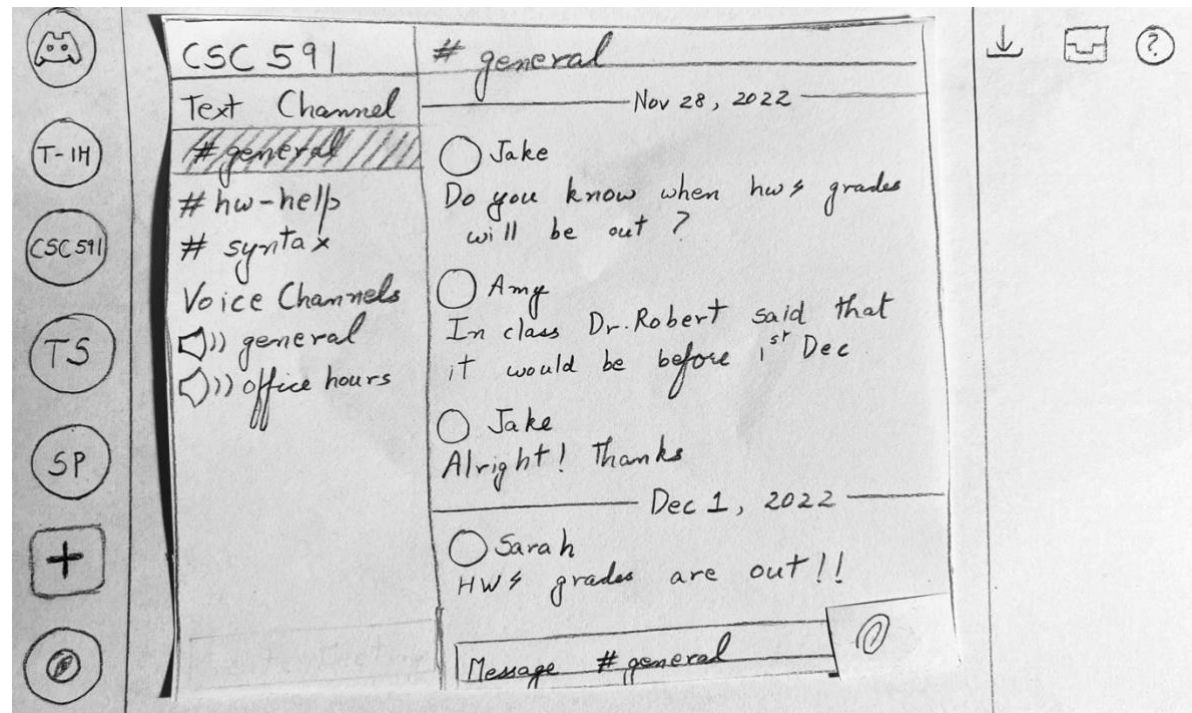 CSC 591
Text Channel
# general
# hw-help
# syntax
Voice Channels
general
office hours
T-1H
CSC 591
TS
SP
+
# general
Nov 28, 2022
Jake
Do you know when hw4 grades
will be out ?
Amy
In class Dr. Robert said that
it would be before 1st Dec
Jake
Alright! Thanks
Dec 1, 2022
Sarah
HW4 grades are out!!
Message # general
?